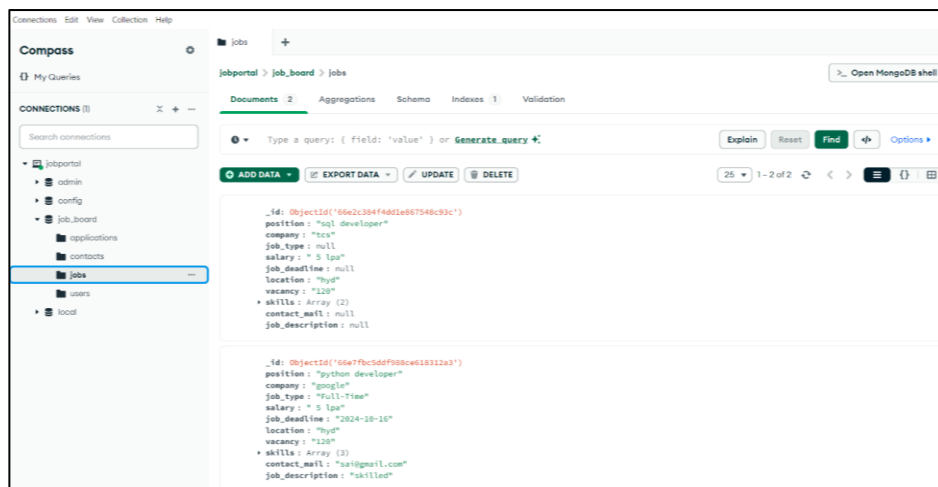 Connections Edit View Collection Help
Compass
{} My Queries
CONNECTIONS (1)
Search connections
jobportal
admin
config
job_board
applications
contacts
jobs
users
local
jobs
jobportal > job_board > jobs
>_ Open MongoDB shell
Documents 2 Aggregations Schema Indexes 1 Validation
Type a query: { field: 'value' } or Generate query
Explain Reset Find </> Options
ADD DATA EXPORT DATA UPDATE DELETE
25 1-2 of 2 {}
_id: ObjectId('66e2c384f4dd1e867548c93c')
position : "sql developer"
company : "tcs"
job_type : null
salary : " 5 lpa"
job_deadline : null
location : "hyd"
vacancy : "120"
skills : Array (2)
contact_mail : null
job_description : null
_id: ObjectId('66e7fbc5ddf988ce618312a3')
position : "python developer"
company : "google"
job_type : "Full-Time"
salary : " 5 lpa"
job_deadline : "2024-10-16"
location : "hyd"
vacancy : "120"
skills : Array (3)
contact_mail : "sai@gmail.com"
job_description : "skilled"